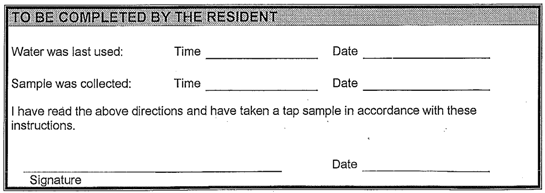 TO BE COMPLETED BY THE RESIDENT
Water was last used: Time Date
Sample was collected: Time Date
I have read the above directions and have taken a tap sample in accordance with these
instructions.
Date
Signature